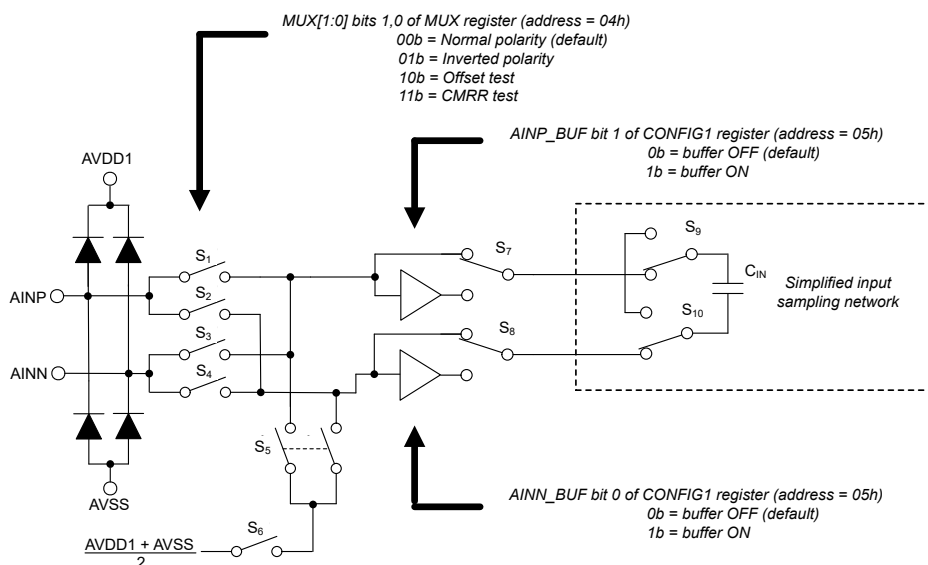 MUX[1:0] bits 1,0 of MUX register (address = 04h)
00b = Normal polarity (default)
01b = Inverted polarity
10b = Offset test
11b = CMRR test
AINP_BUF bit 1 of CONFIG1 register (address = 05h)
0b = buffer OFF (default)
1b = buffer ON
AVDD1
S1
S7
S9
CIN
Simplified input
sampling network
AINP
S2
S10
S3
S8
AINN
S4
S5
AVSS
AINN_BUF bit 0 of CONFIG1 register (address = 05h)
0b = buffer OFF (default)
1b = buffer ON
S6
AVDD1 + AVSS
2